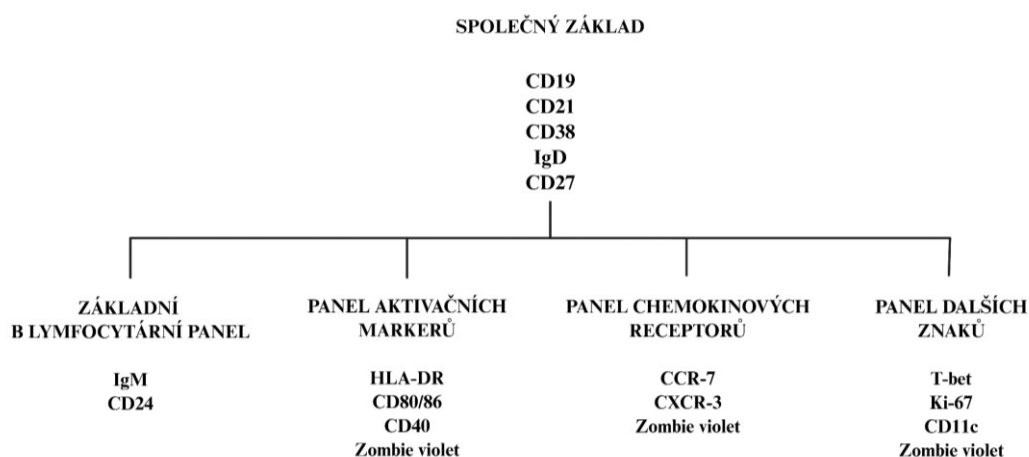 SPOLEČNÝ ZÁKLAD
CD19
CD21
CD38
IgD
CD27
ZÁKLADNÍ
B LYMFOCYTÁRNÍ PANEL
IgM
CD24
PANEL AKTIVAČNÍCH
MARKERŮ
HLA-DR
CD80/86
CD40
Zombie violet
PANEL CHEMOKINOVÝCH
RECEPTORŮ
CCR-7
CXCR-3
Zombie violet
PANEL DALŠÍCH
ZNAKŮ
T-bet
Ki-67
CD11c
Zombie violet